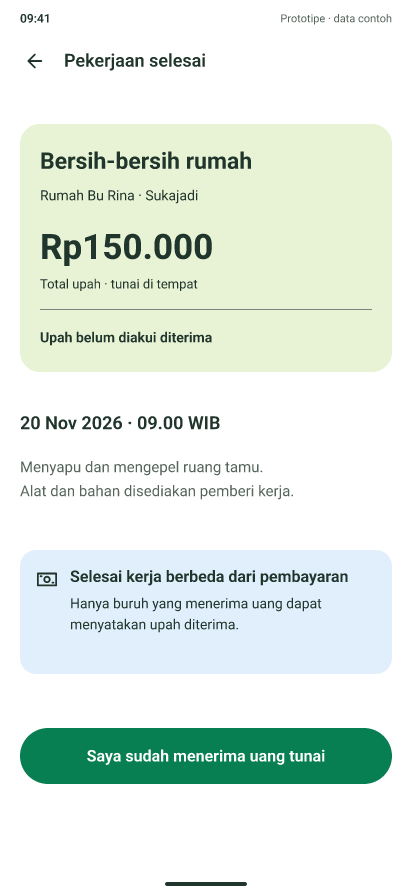 09:41
Prototipe · data contoh
Pekerjaan selesai
Bersih-bersih rumah
Rumah Bu Rina · Sukajadi
Rp150.000
Total upah · tunai di tempat
Upah belum diakui diterima
20 Nov 2026 · 09.00 WIB
Menyapu dan mengepel ruang tamu.
Alat dan bahan disediakan pemberi kerja.
Selesai kerja berbeda dari pembayaran
Hanya buruh yang menerima uang dapat
menyatakan upah diterima.
Saya sudah menerima uang tunai